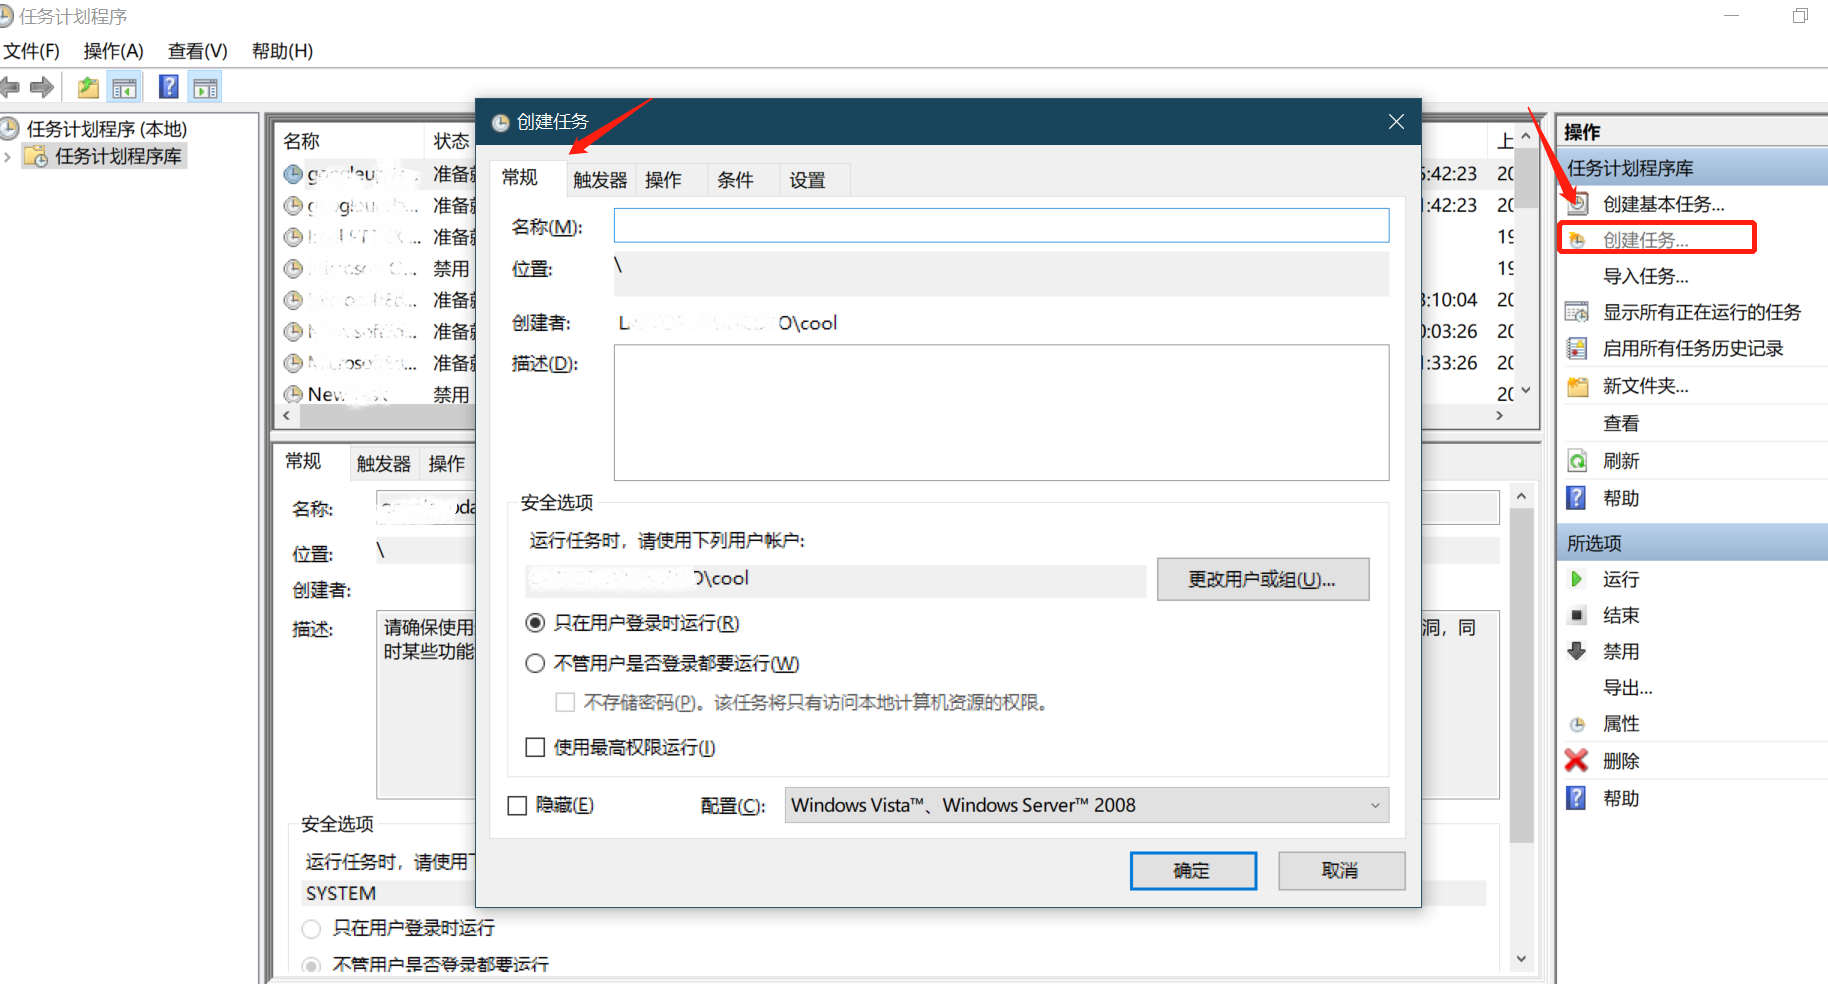 任务计划程序
文件(F) 操作(A) 查看(V) 帮助(H)
任务计划程序 (本地)
任务计划程序库
名称 状态
准备就
准备就
准备就
禁用
准备就
准备就
准备就
New 禁用
常规 触发器 操作
名称:
位置: \
创建者:
描述: 请确保使用
时某些功能
洞，同
安全选项
运行任务时，请使用下
SYSTEM
只在用户登录时运行
不管用户是否登录都要运行
创建任务
常规 触发器 操作 条件 设置
名称(M):
位置: \
创建者: O\cool
描述(D):
安全选项
运行任务时，请使用下列用户帐户:
O\cool
更改用户或组(U)...
只在用户登录时运行(R)
不管用户是否登录都要运行(W)
不存储密码(P)。该任务将只有访问本地计算机资源的权限。
使用最高权限运行(I)
隐藏(E) 配置(C): Windows Vista™、Windows Server™ 2008
确定 取消
上
5:42:23 20
:42:23 20
19
19
3:10:04 20
0:03:26 20
:33:26 20
20
操作
任务计划程序库
创建基本任务...
创建任务...
导入任务...
显示所有正在运行的任务
启用所有任务历史记录
新文件夹...
查看
刷新
帮助
所选项
运行
结束
禁用
导出...
属性
删除
帮助